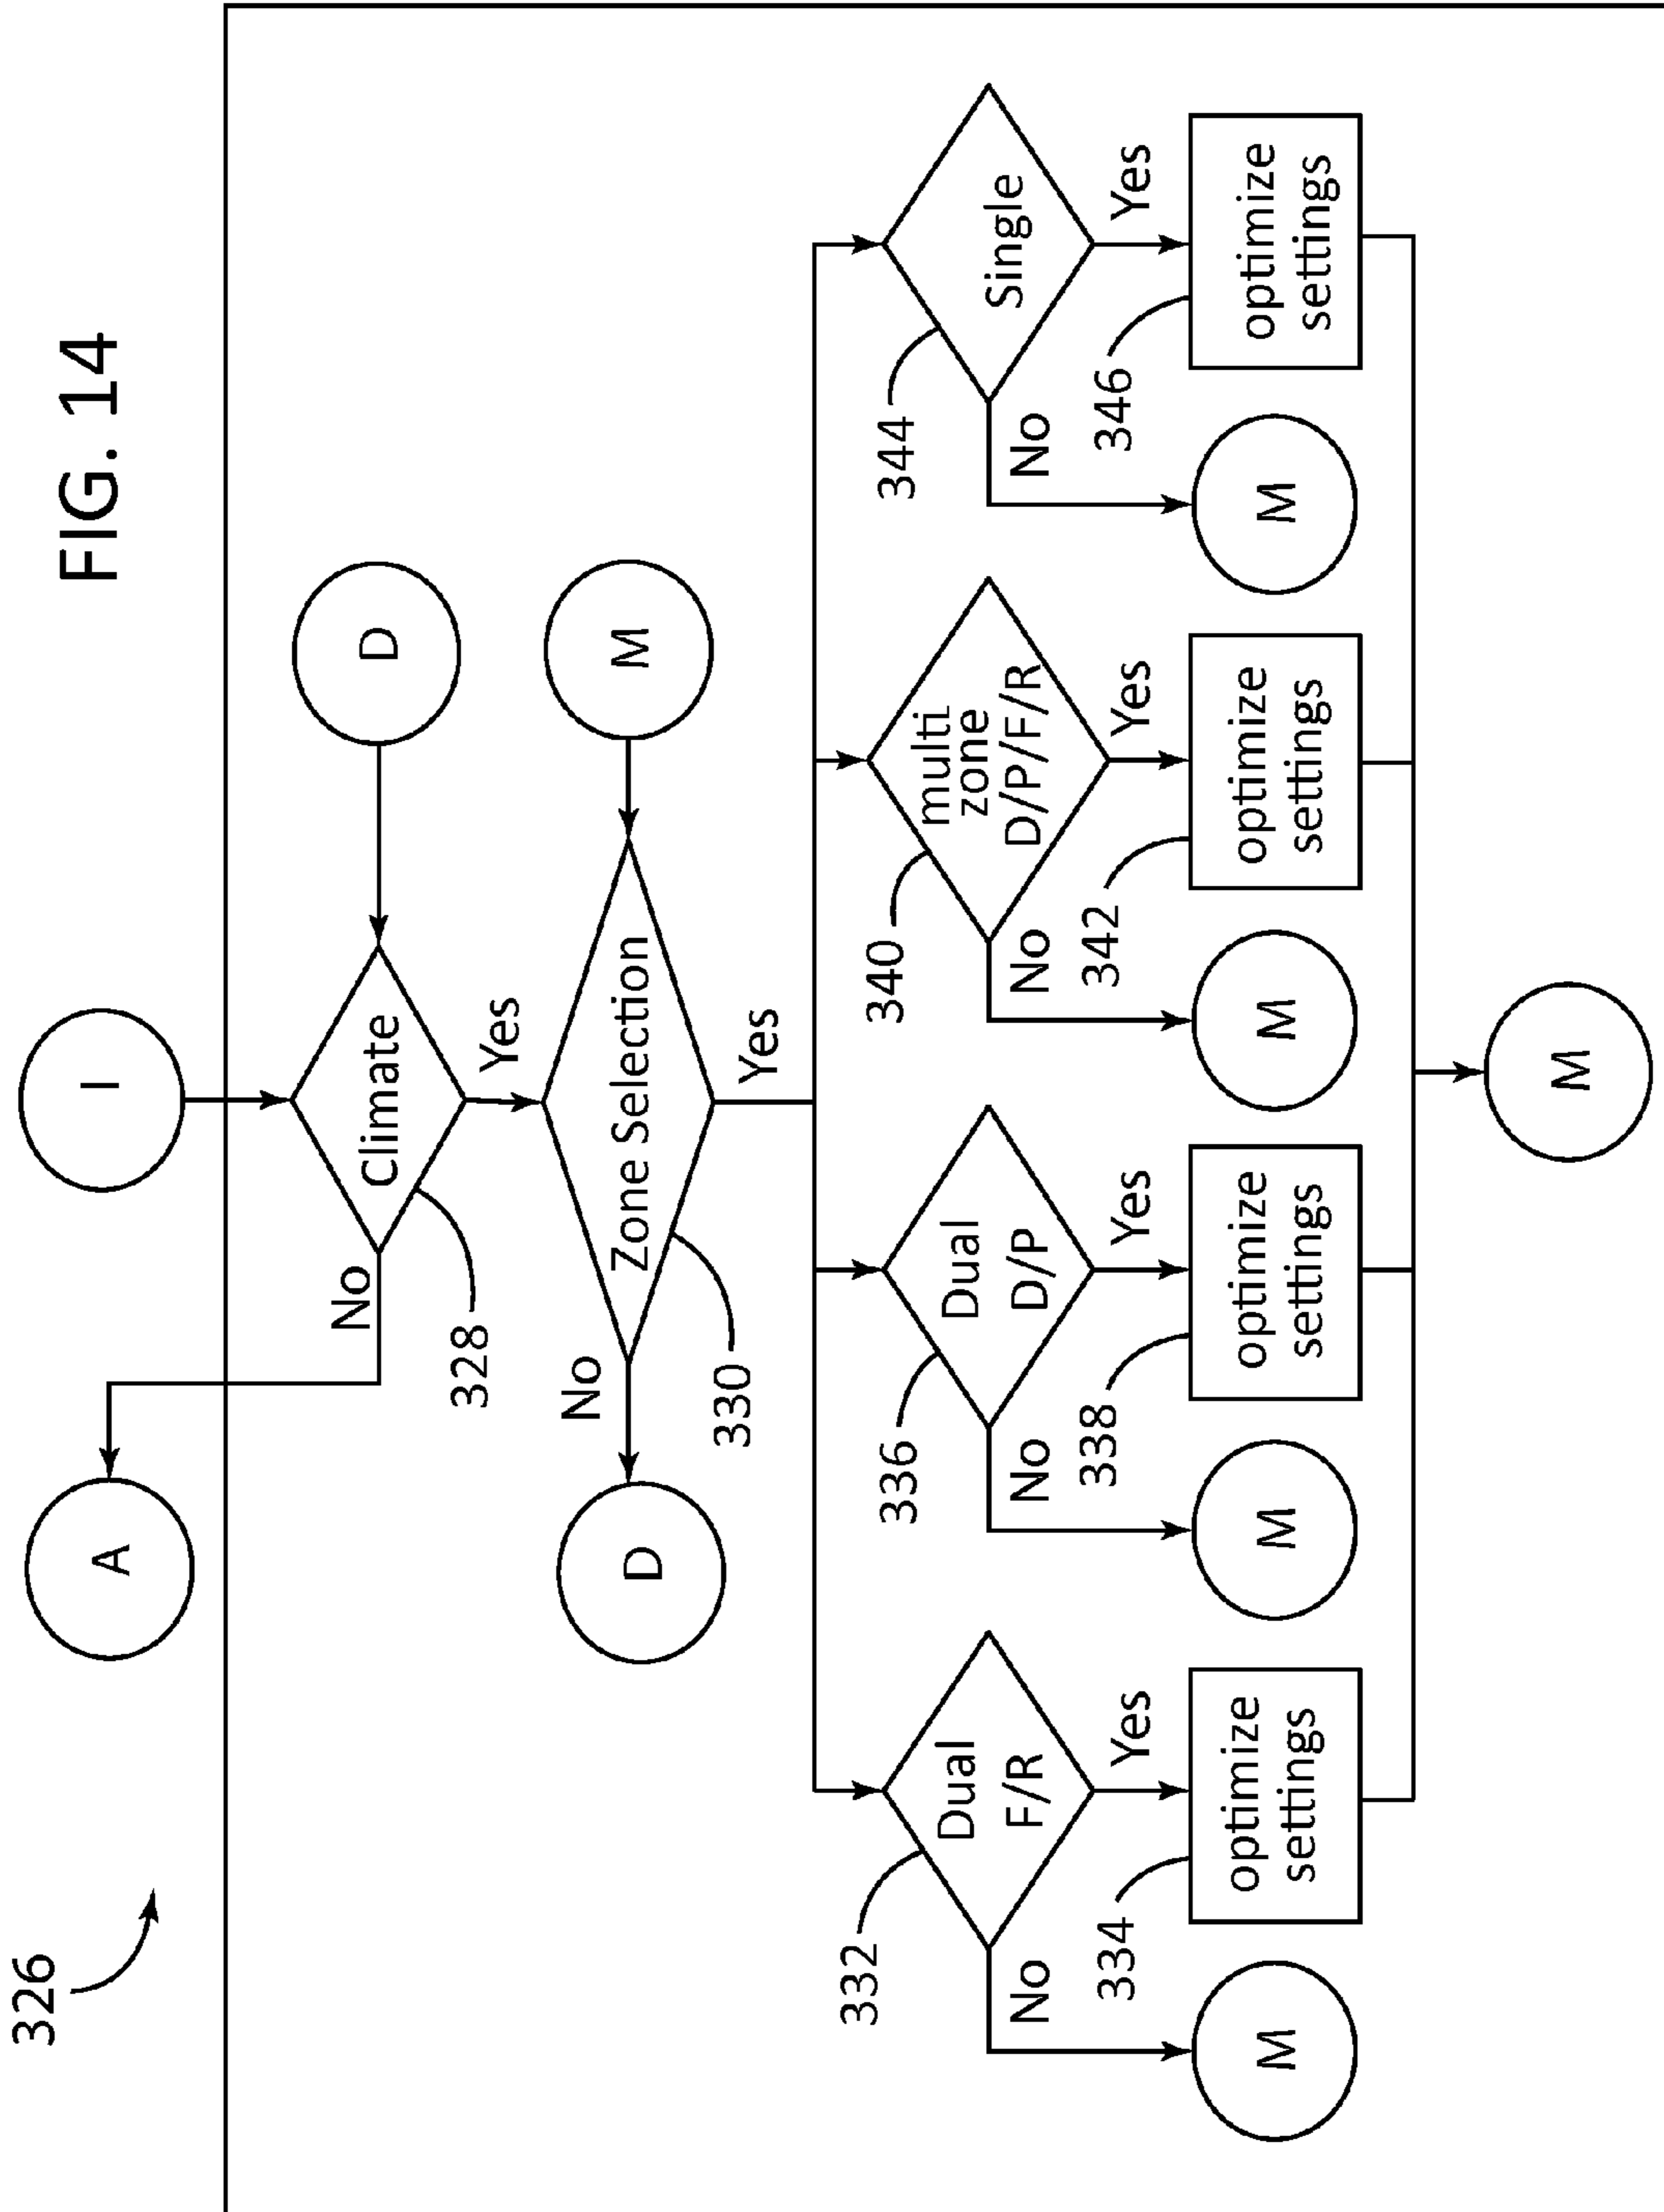 FIG. 14
326
A
I
No
Climate
D
328
Yes
No
Zone Selection
M
D
330
Yes
332
Dual
F/R
336
Dual
D/P
340
multi
zone
D/P/F/R
344
Single
No
Yes
No
Yes
No
Yes
No
Yes
334
338
342
346
M
optimize
settings
M
optimize
settings
M
optimize
settings
M
optimize
settings
M